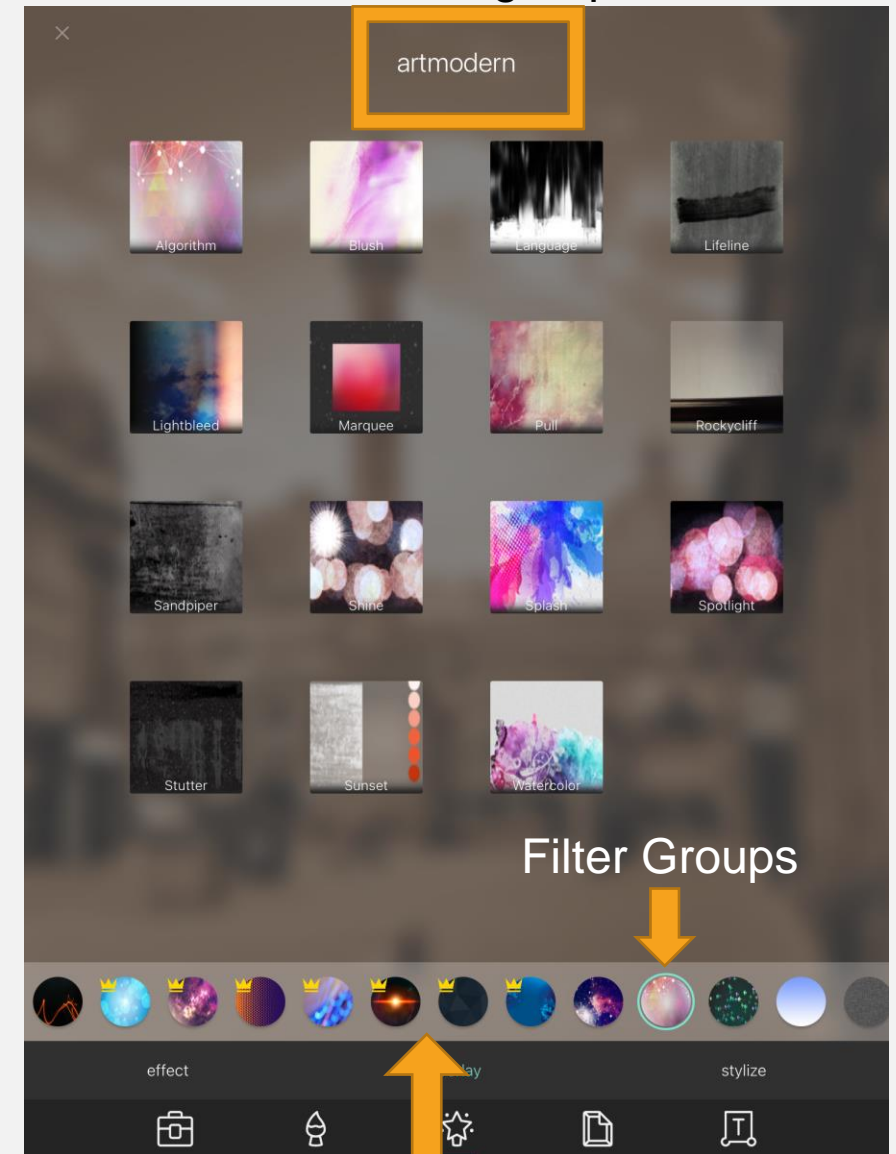 artmodern
Algorithm Blush Language Lifeline
Lightbleed Marquee Pull Rockycliff
Sandpiper Shine Splash Spotlight
Stutter Sunset Watercolor
Filter Groups
effect stylize
T